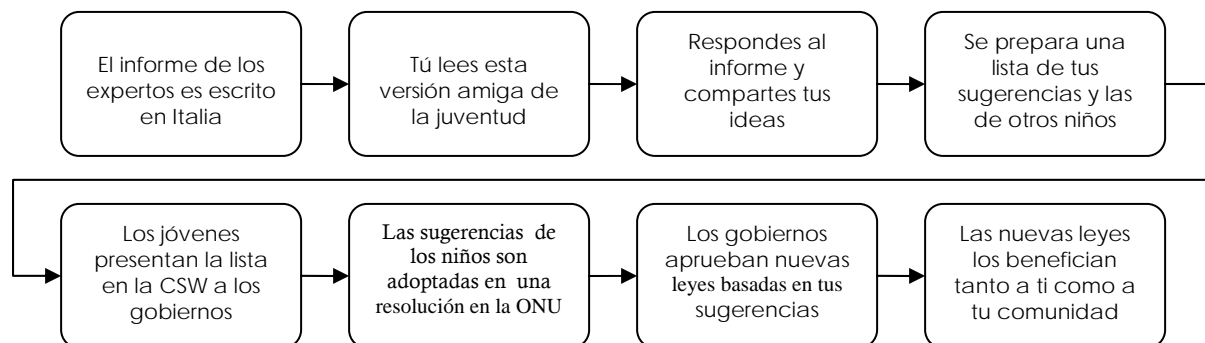 El informe de los
expertos es escrito
en Italia
Tú lees esta
versión amiga de
la juventud
Respondes al
informe y
compartes tus
ideas
Se prepara una
lista de tus
sugerencias y las
de otros niños
Los jóvenes
presentan la lista
en la CSW a los
gobiernos
Las sugerencias de
los niños son
adoptadas en una
resolución en la ONU
Los gobiernos
aprueban nuevas
leyes basadas en tus
sugerencias
Las nuevas leyes
los benefician
tanto a ti como a
tu comunidad